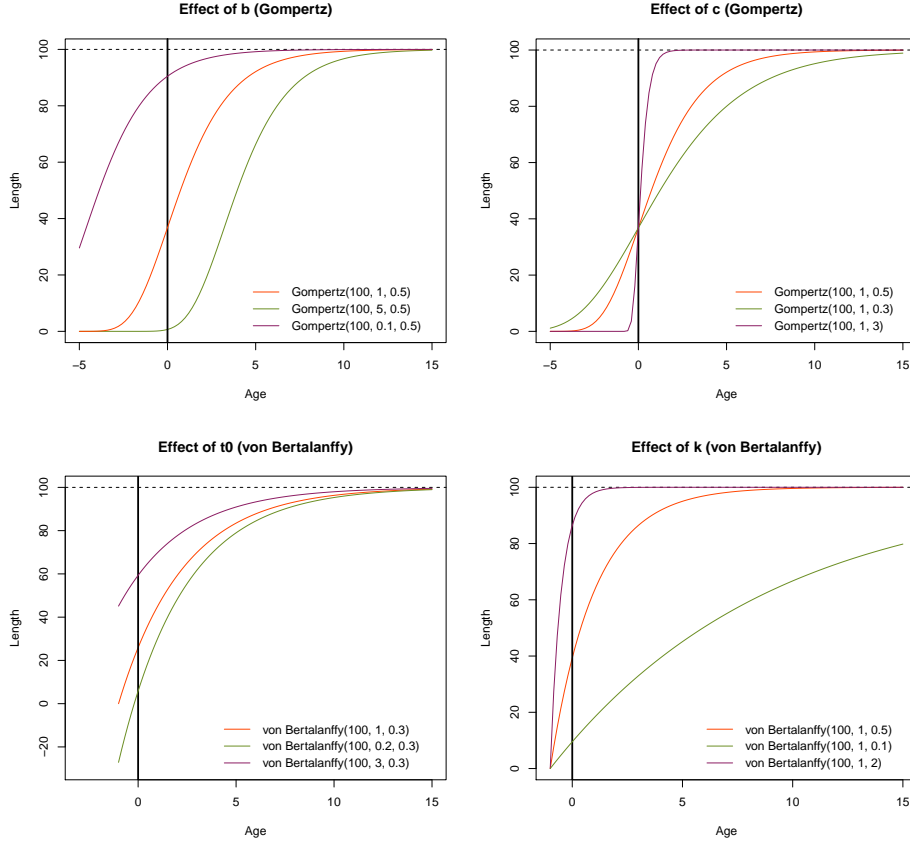 Effect of b (Gompertz)
Length
0 20 40 60 80 100
Gompertz(100, 1, 0.5)
Gompertz(100, 5, 0.5)
Gompertz(100, 0.1, 0.5)
−5 0 5 10 15
Age
Effect of c (Gompertz)
Length
0 20 40 60 80 100
Gompertz(100, 1, 0.5)
Gompertz(100, 1, 0.3)
Gompertz(100, 1, 3)
−5 0 5 10 15
Age
Effect of t0 (von Bertalanffy)
Length
−20 0 20 40 60 80 100
von Bertalanffy(100, 1, 0.3)
von Bertalanffy(100, 0.2, 0.3)
von Bertalanffy(100, 3, 0.3)
0 5 10 15
Age
Effect of k (von Bertalanffy)
Length
0 20 40 60 80 100
von Bertalanffy(100, 1, 0.5)
von Bertalanffy(100, 1, 0.1)
von Bertalanffy(100, 1, 2)
0 5 10 15
Age